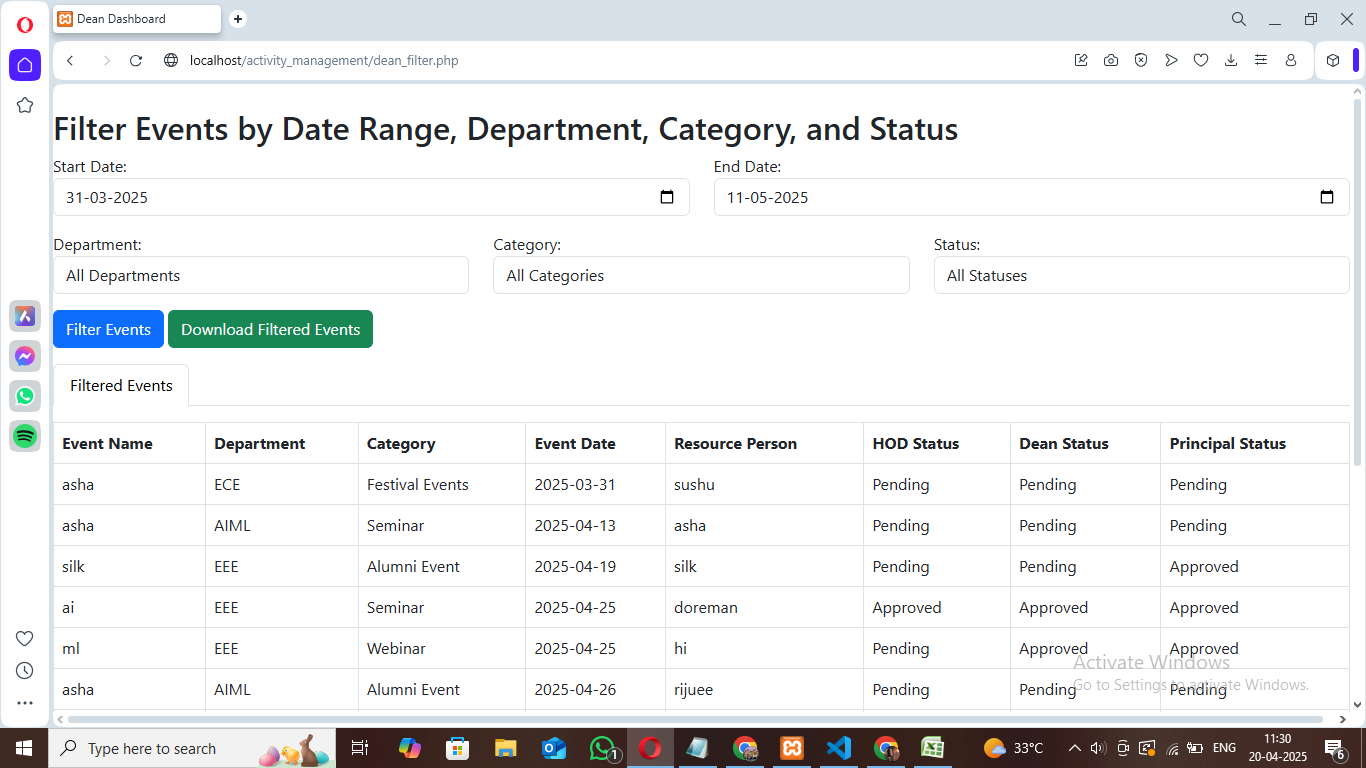 Dean Dashboard
localhost/activity_management/dean_filter.php
Filter Events by Date Range, Department, Category, and Status
Start Date: End Date:
31-03-2025 11-05-2025
Department: Category: Status:
All Departments All Categories All Statuses
Filter Events Download Filtered Events
Filtered Events
Event Name Department Category Event Date Resource Person HOD Status Dean Status Principal Status
asha ECE Festival Events 2025-03-31 sushu Pending Pending Pending
asha AIML Seminar 2025-04-13 asha Pending Pending Pending
silk EEE Alumni Event 2025-04-19 silk Pending Pending Approved
ai EEE Seminar 2025-04-25 doreman Approved Approved Approved
ml EEE Webinar 2025-04-25 hi Pending Approved Approved
Activate Windows
asha AIML Alumni Event 2025-04-26 rijuee Pending Pending Pending
Go to Settings to activate Windows.
Type here to search 1 33°C ENG 11:30
20-04-2025 6